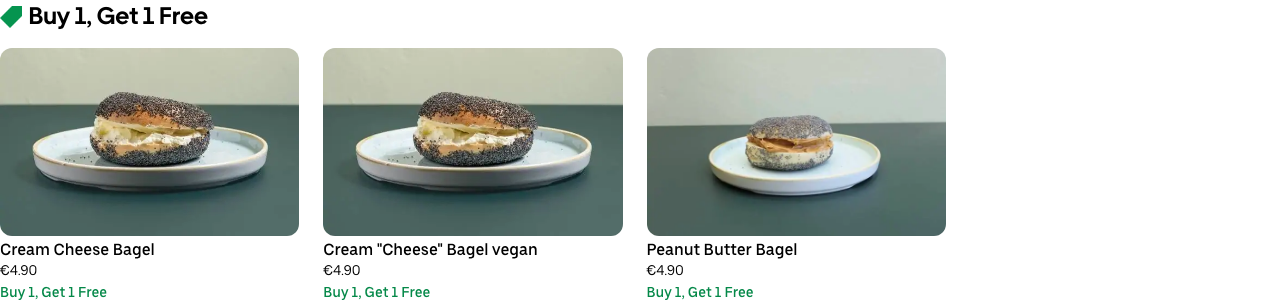 Buy 1, Get 1 Free
Cream Cheese Bagel
€4.90
Buy 1, Get 1 Free
Cream "Cheese" Bagel vegan
€4.90
Buy 1, Get 1 Free
Peanut Butter Bagel
€4.90
Buy 1, Get 1 Free